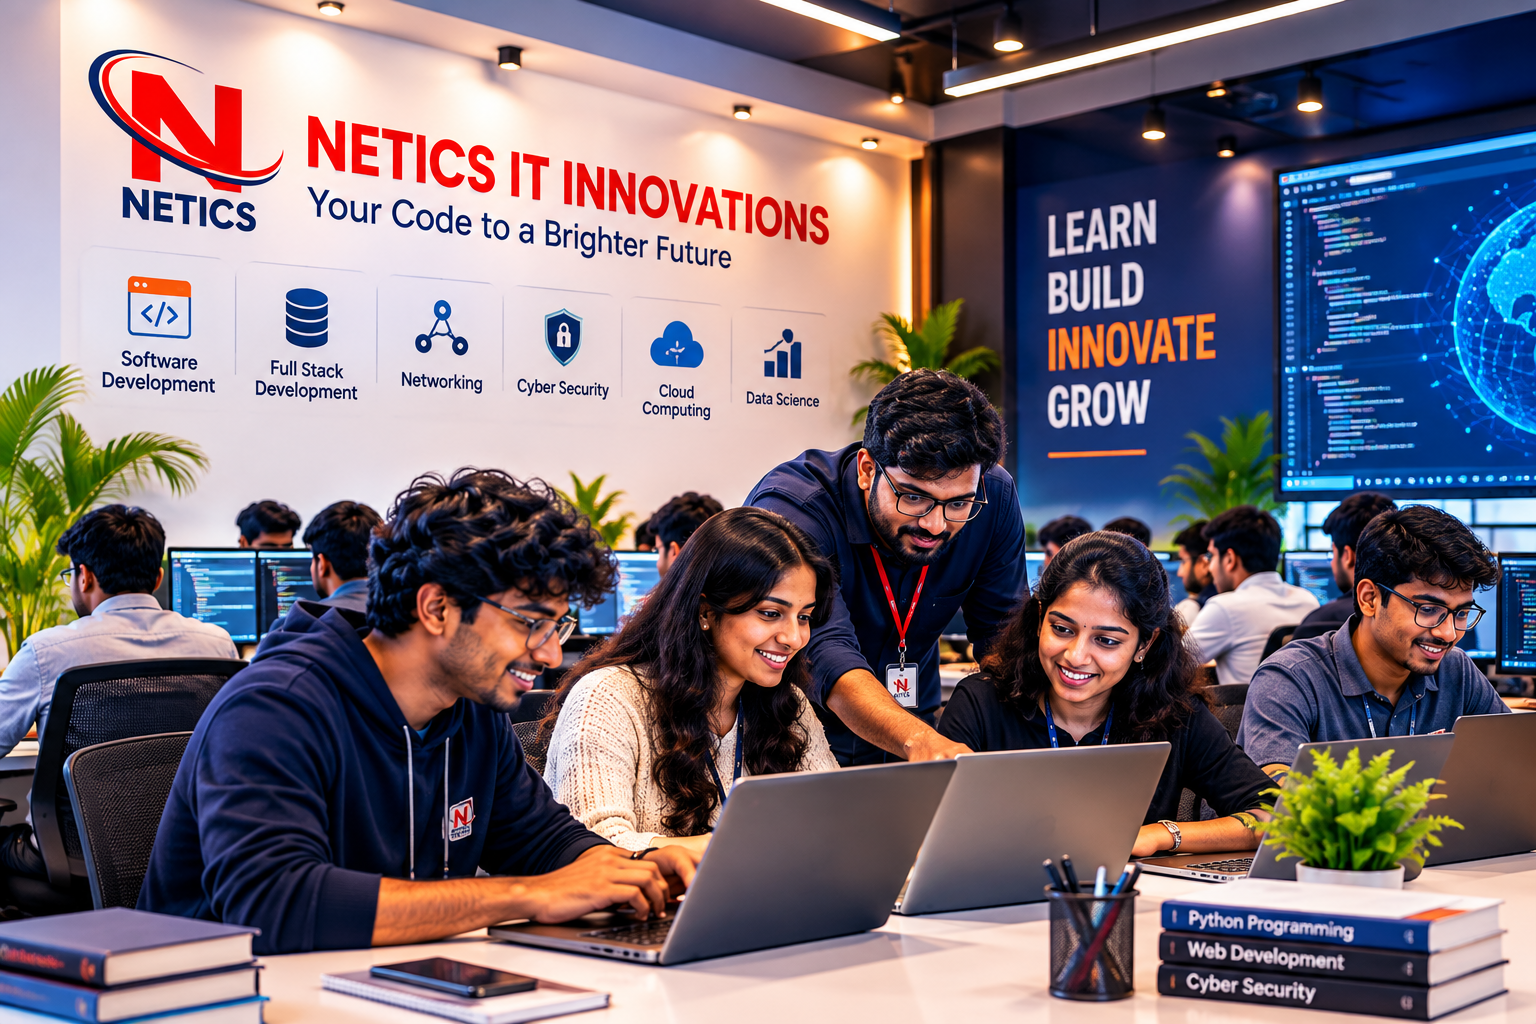 NETICS
NETICS IT INNOVATIONS
Your Code to a Brighter Future
Software
Development
Full Stack
Development
Networking
Cyber Security
Cloud
Computing
Data Science
LEARN
BUILD
INNOVATE
GROW
Python Programming
Web Development
Cyber Security